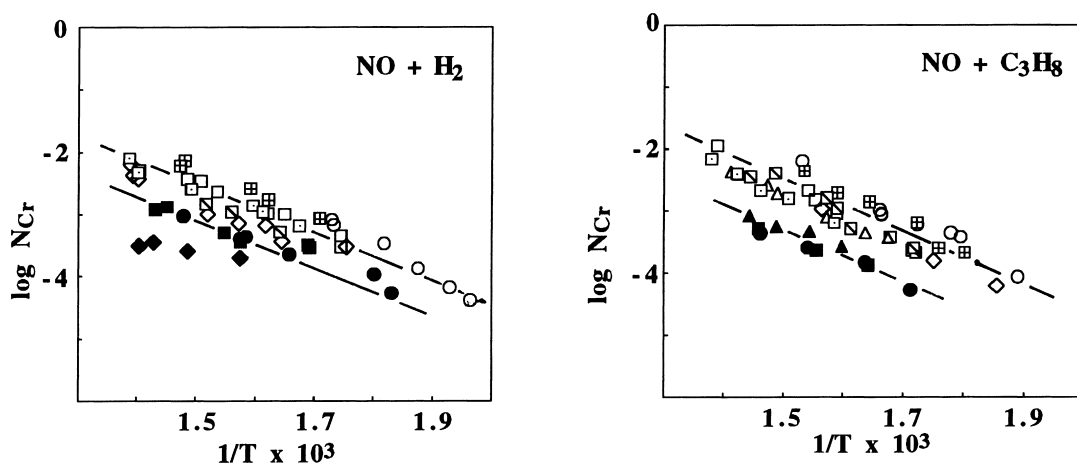 0
NO + H2
-2
-4
log NCr
1.5 1.7 1.9
1/T x 10³
0
NO + C3H8
-2
-4
log NCr
1.5 1.7 1.9
1/T x 10³